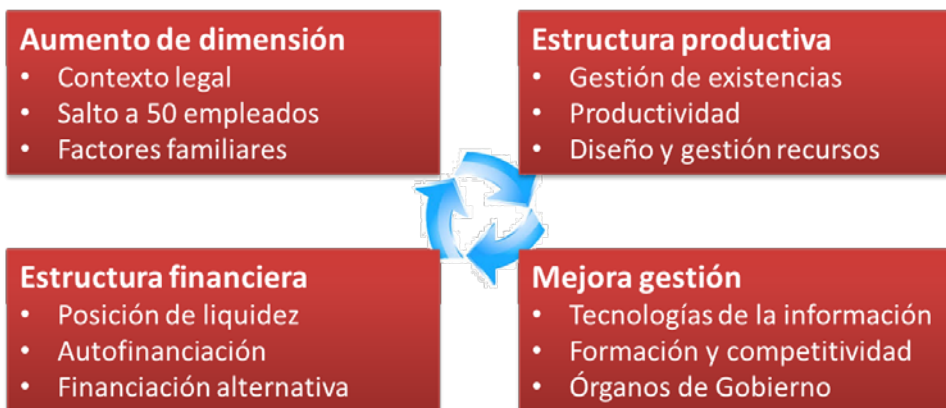 Aumento de dimensión
• Contexto legal
• Salto a 50 empleados
• Factores familiares
Estructura productiva
• Gestión de existencias
• Productividad
• Diseño y gestión recursos
Estructura financiera
• Posición de liquidez
• Autofinanciación
• Financiación alternativa
Mejora gestión
• Tecnologías de la información
• Formación y competitividad
• Órganos de Gobierno